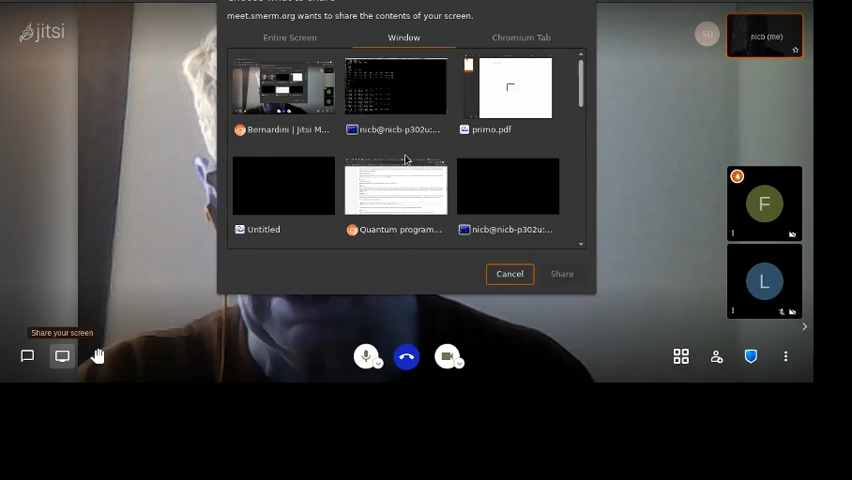 jitsi
meet.smerm.org wants to share the contents of your screen.
Entire Screen
Window
Chromium Tab
SD
nicb (me)
Bernardini | Jitsi M...
nicb@nicb-p302u:...
primo.pdf
Untitled
Quantum program...
nicb@nicb-p302u:...
F
L
Cancel
Share
Share your screen